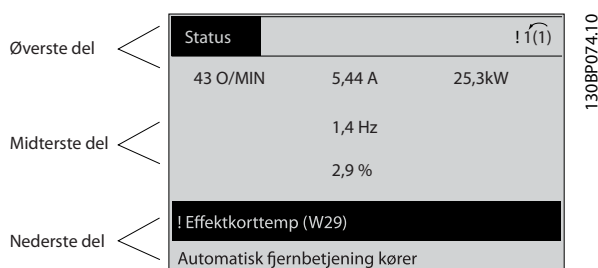 Status
! 1(1)
Øverste del
43 O/MIN
5,44 A
25,3kW
1,4 Hz
Midterste del
2,9 %
! Effektkorttemp (W29)
Nederste del
Automatisk fjernbetjening kører
130BP074.10